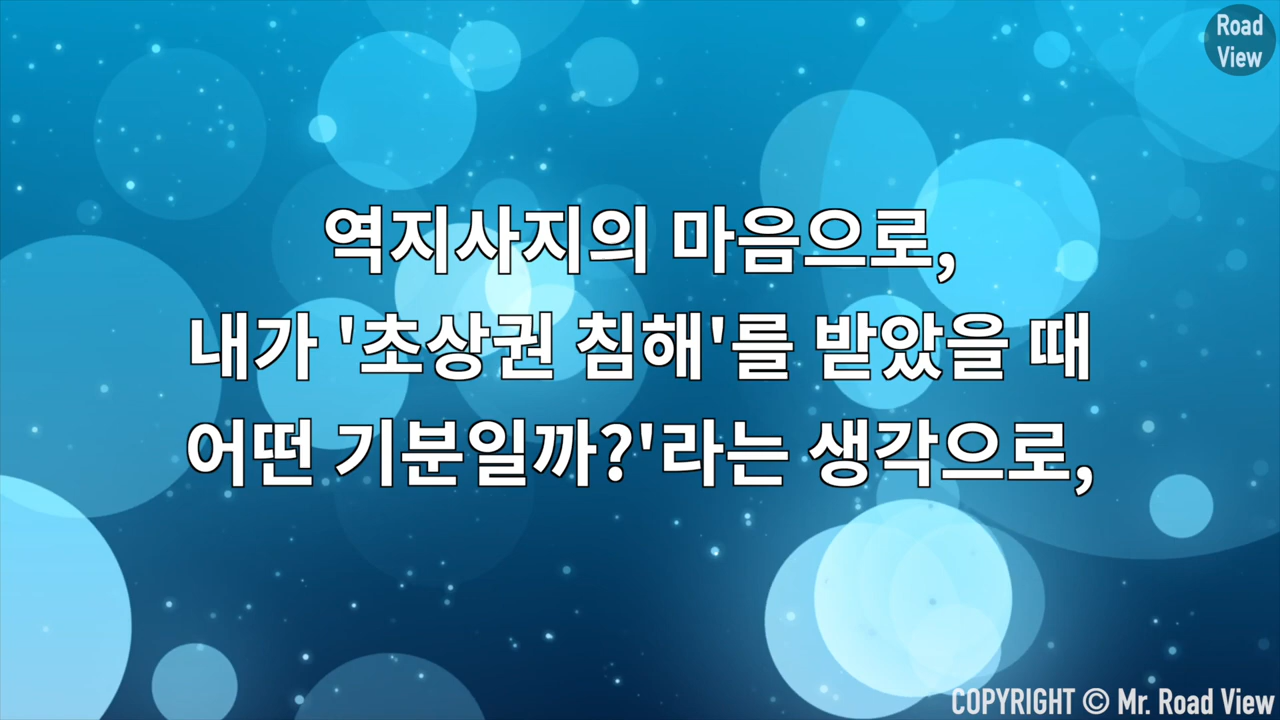 Road
View
역지사지의 마음으로,
내가 '초상권 침해'를 받았을 때
어떤 기분일까?'라는 생각으로,
COPYRIGHT © Mr. Road View